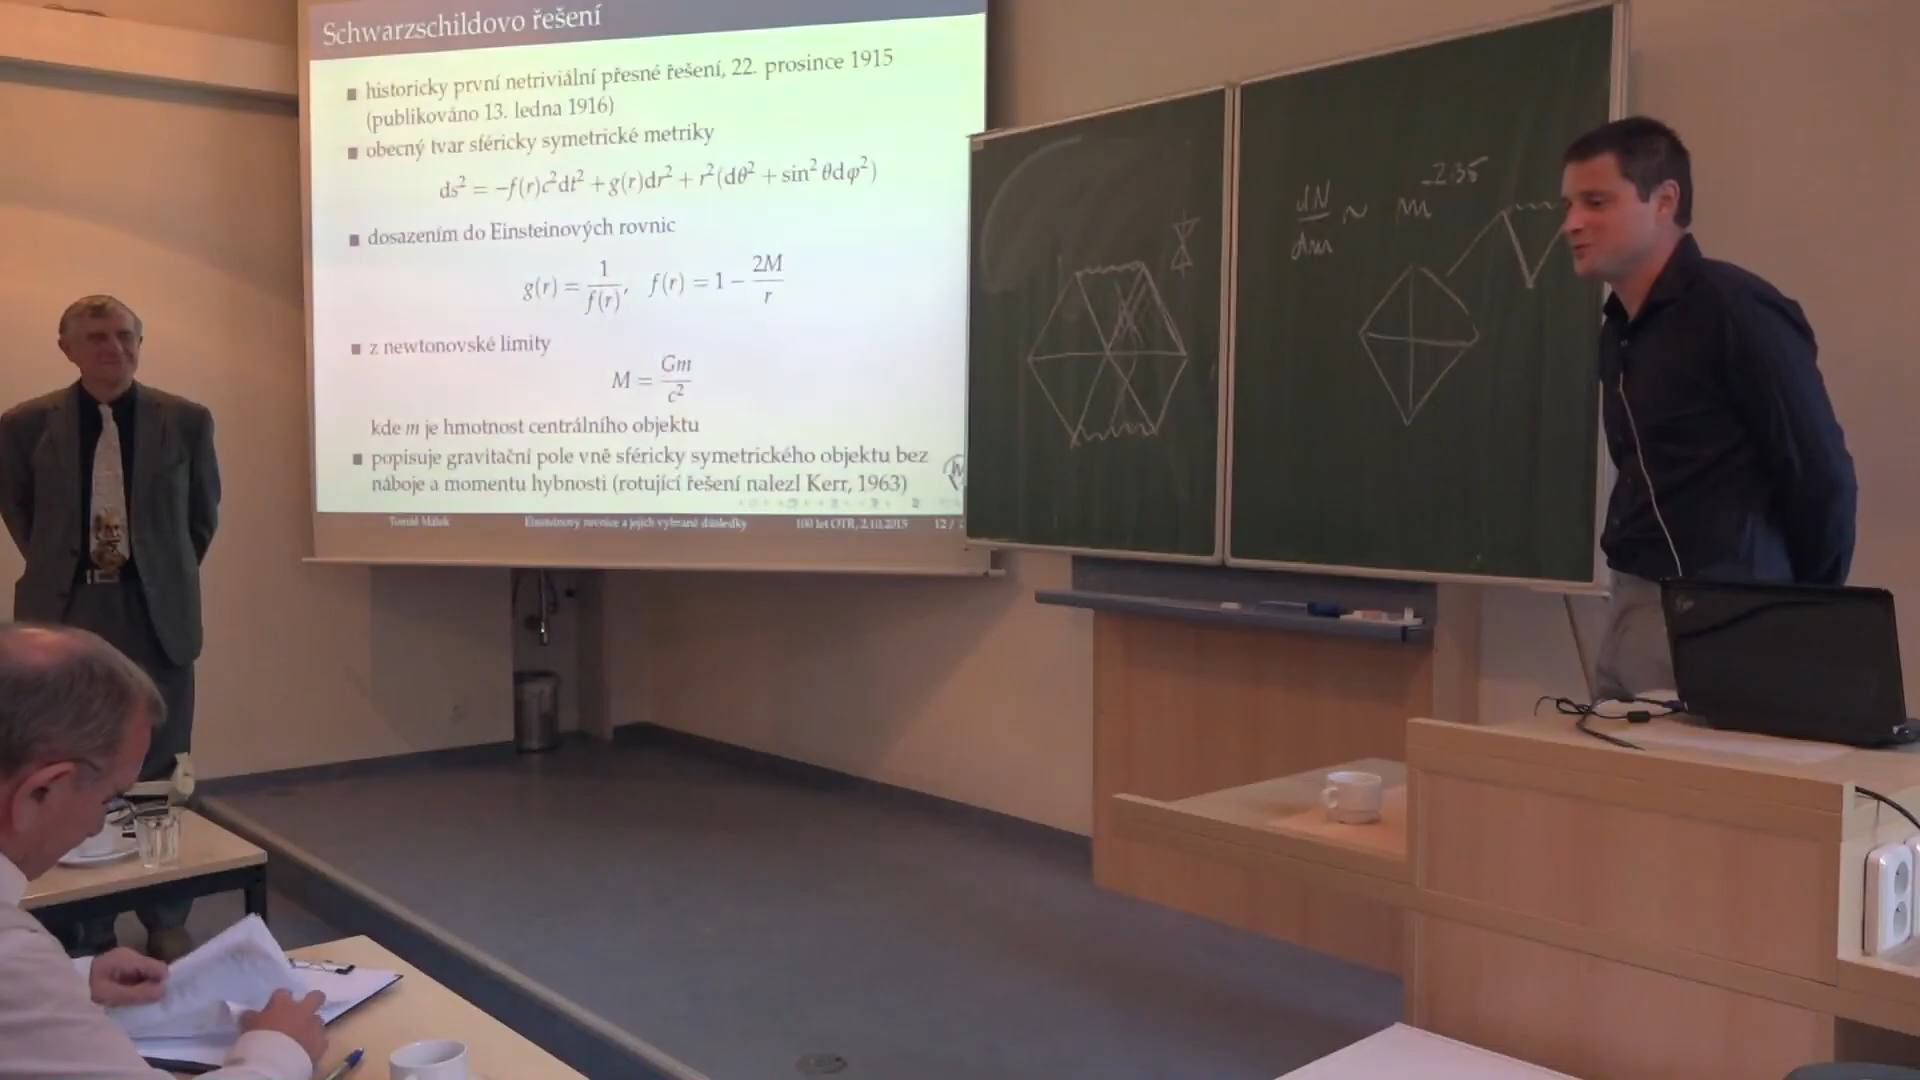 Schwarzschildovo řešení
historicky první netriviální přesné řešení, 22. prosince 1915
(publikováno 13. ledna 1916)
obecný tvar sféricky symetrické metriky
ds² = −f(r)c²dt² + g(r)dr² + r²(dθ² + sin² θdφ²)
dosazením do Einsteinových rovnic
g(r) = 1/f(r), f(r) = 1 − 2M/r
z newtonovské limity
M = Gm/c²
kde m je hmotnost centrálního objektu
popisuje gravitační pole vně sféricky symetrického objektu bez
náboje a momentu hybnosti (rotující řešení nalezl Kerr, 1963)
Tomáš Málek Einsteinovy rovnice a jejich vybrané důsledky 100 let OTR, 2.10.2015 12 /
dN/dm ~ m^-2.35